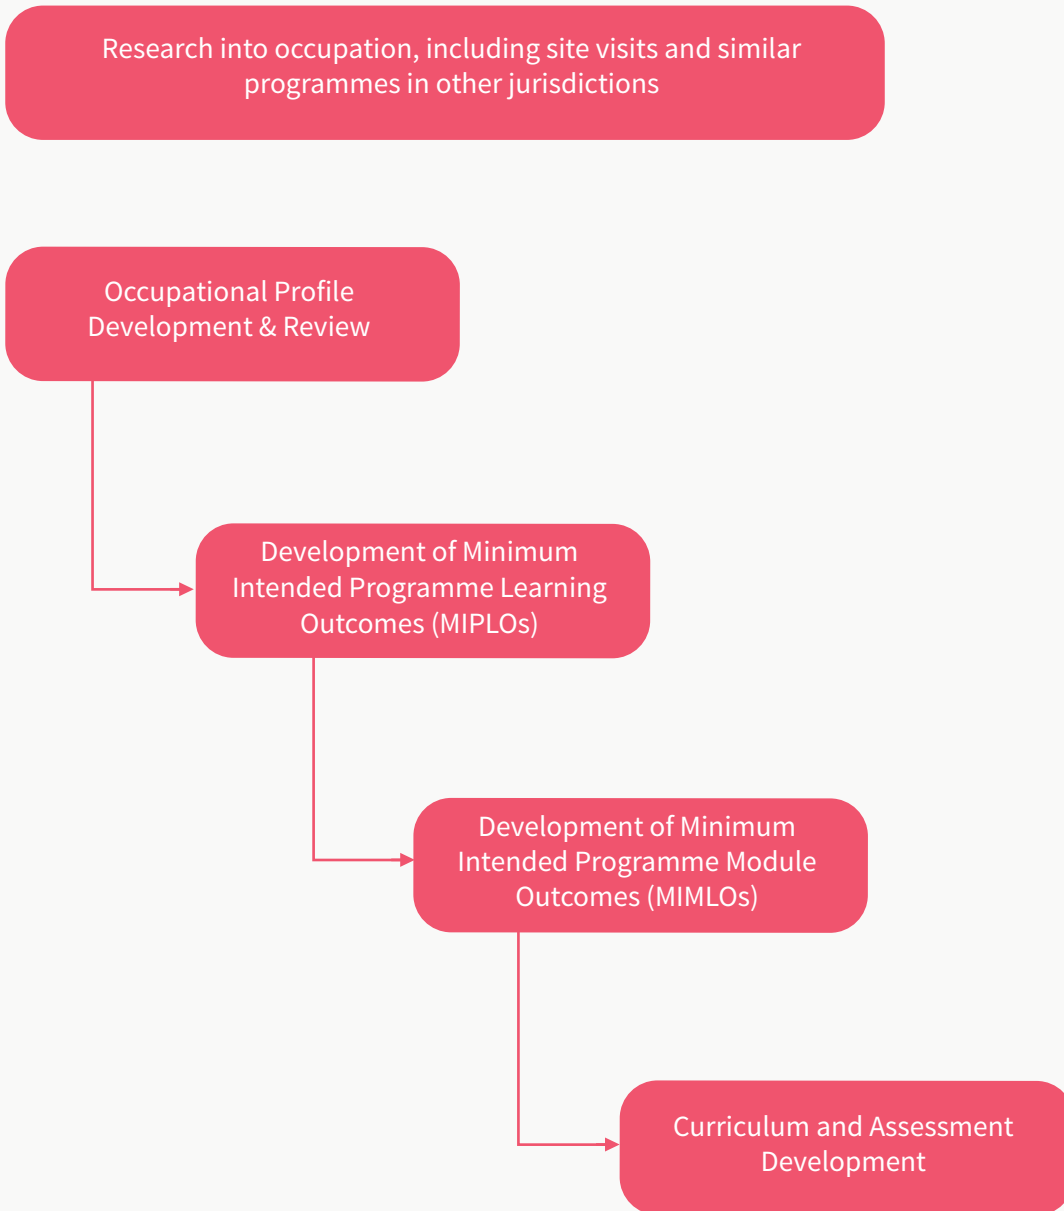 Research into occupation, including site visits and similar
programmes in other jurisdictions
Occupational Profile
Development & Review
Development of Minimum
Intended Programme Learning
Outcomes (MIPLOs)
Development of Minimum
Intended Programme Module
Outcomes (MIMLOs)
Curriculum and Assessment
Development